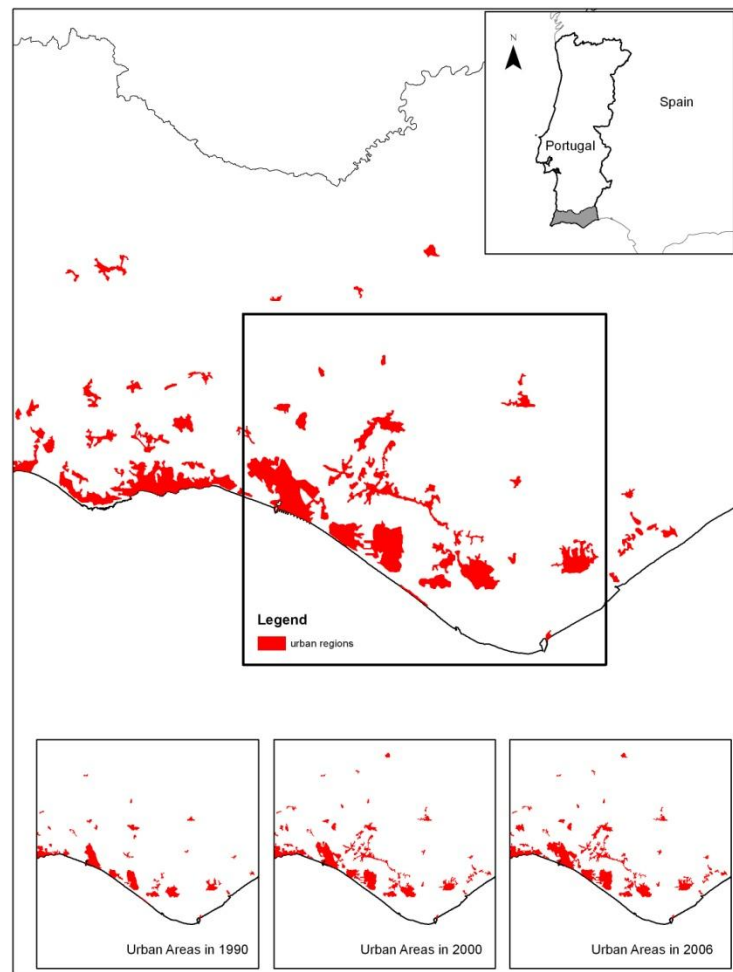 N
Spain
Portugal
Legend
urban regions
Urban Areas in 1990
Urban Areas in 2000
Urban Areas in 2006